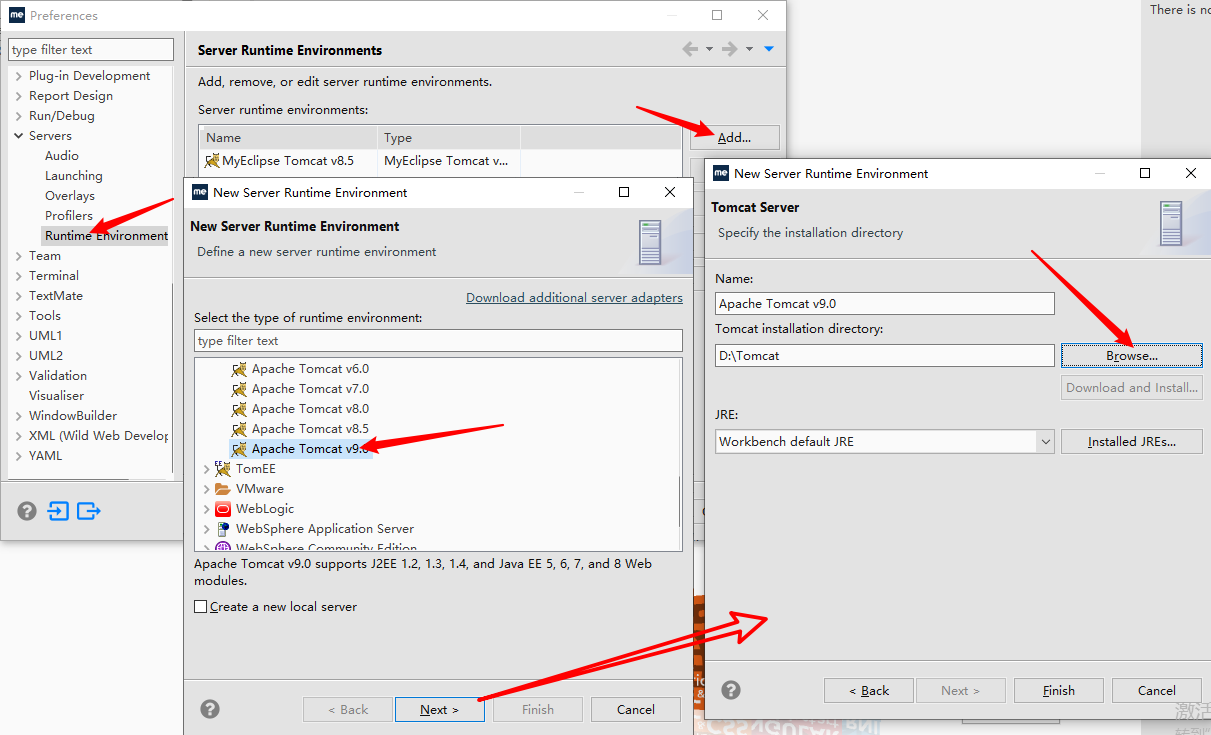 Preferences
There is no
type filter text
Plug-in Development
Report Design
Run/Debug
Servers
Audio
Launching
Overlays
Profilers
Runtime Environment
Team
Terminal
TextMate
Tools
UML1
UML2
Validation
Visualiser
WindowBuilder
XML (Wild Web Develop
YAML
Server Runtime Environments
Add, remove, or edit server runtime environments.
Server runtime environments:
Name Type
MyEclipse Tomcat v8.5 MyEclipse Tomcat v...
Add...
me New Server Runtime Environment
New Server Runtime Environment
Define a new server runtime environment
Download additional server adapters
Select the type of runtime environment:
type filter text
Apache Tomcat v6.0
Apache Tomcat v7.0
Apache Tomcat v8.0
Apache Tomcat v8.5
Apache Tomcat v9.0
TomEE
VMware
WebLogic
WebSphere Application Server
WebSphere Community Edition
Apache Tomcat v9.0 supports J2EE 1.2, 1.3, 1.4, and Java EE 5, 6, 7, and 8 Web
modules.
Create a new local server
< Back Next > Finish Cancel
me New Server Runtime Environment
Tomcat Server
Specify the installation directory
Name:
Apache Tomcat v9.0
Tomcat installation directory:
D:\Tomcat
Browse...
Download and Install...
JRE:
Workbench default JRE
Installed JREs...
< Back Next > Finish Cancel
激活